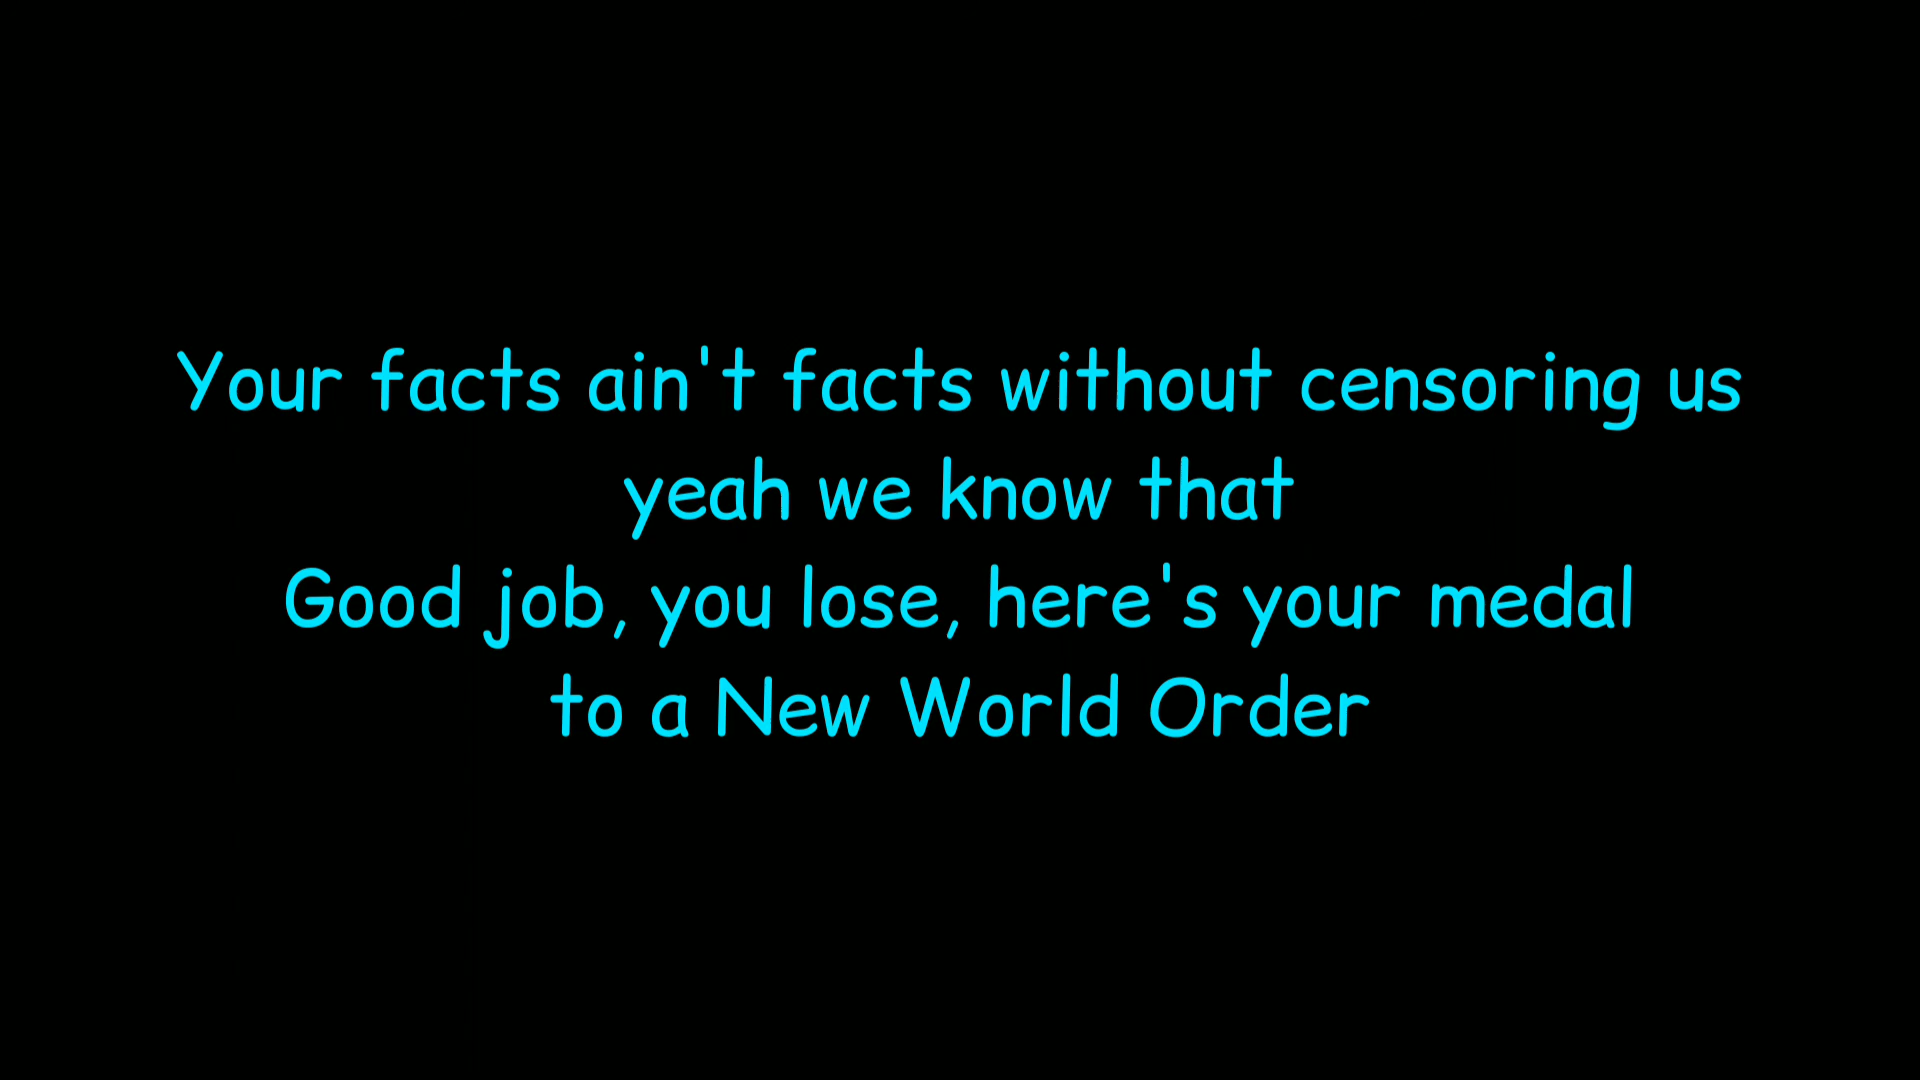 Your facts ain't facts without censoring us
yeah we know that
Good job, you lose, here's your medal
to a New World Order